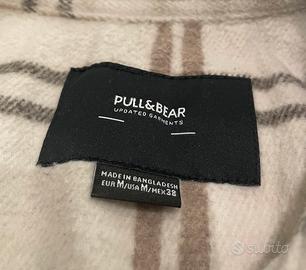 PULL&BEAR
UPDATED GARMENTS
MADE IN BANGLADESH
EUR M/USA M/MEX 38
subito